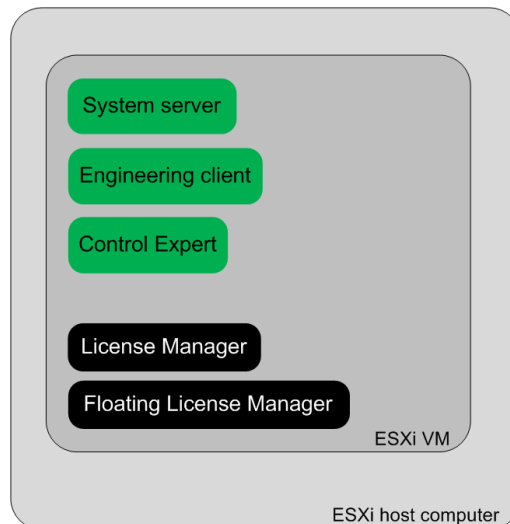 System server
Engineering client
Control Expert
License Manager
Floating License Manager
ESXi VM
ESXi host computer